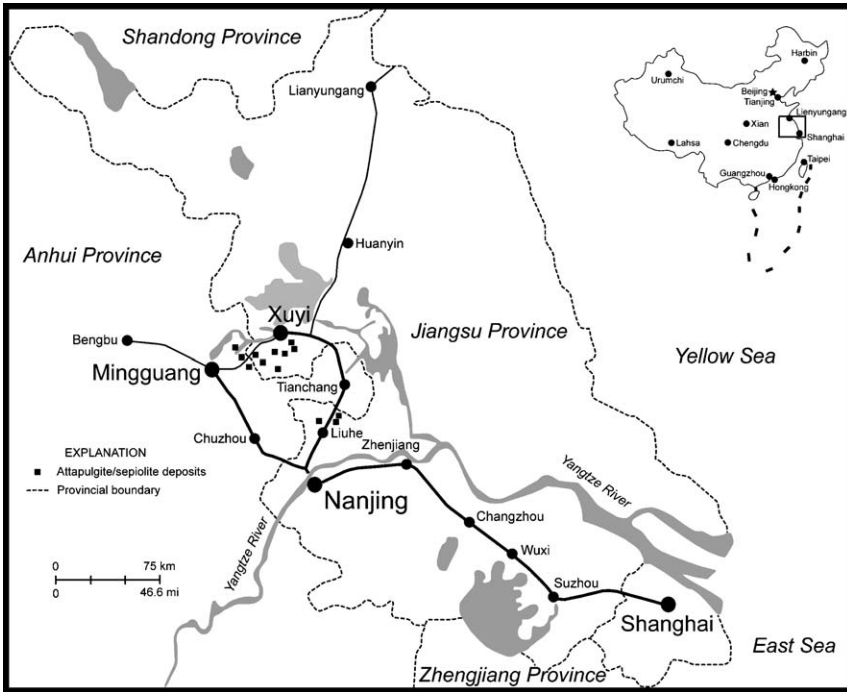 Shandong Province
Harbin
Urumchi
Beijing
Tianjing
Lianyungang
Lienyungang
Xian
Shanghai
Lahsa
Chengdu
Taipei
Guangzhou
Hongkong
Anhui Province
Huanyin
Xuyi
Jiangsu Province
Bengbu
Yellow Sea
Mingguang
Tianchang
Chuzhou
Liuhe
Zhenjiang
EXPLANATION
Attapulgite/sepiolite deposits
Provincial boundary
Yangtze River
Nanjing
Changzhou
Yangtze River
Wuxi
0 75 km
0 46.6 mi
Suzhou
Shanghai
East Sea
Zhengjiang Province